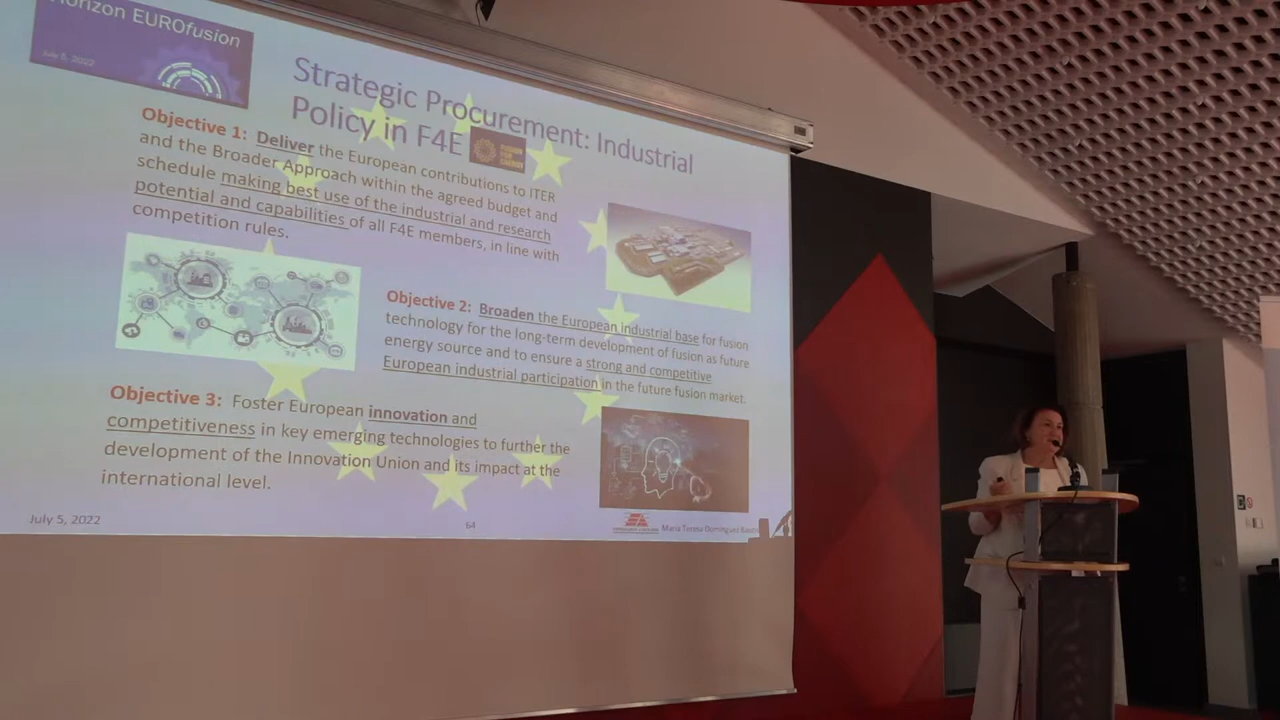 Horizon EUROfusion
July 5, 2022
Strategic Procurement: Industrial
Policy in F4E
FUSION
FOR
ENERGY
Objective 1: Deliver the European contributions to ITER
and the Broader Approach within the agreed budget and
schedule making best use of the industrial and research
potential and capabilities of all F4E members, in line with
competition rules.
Objective 2: Broaden the European industrial base for fusion
technology for the long-term development of fusion as future
energy source and to ensure a strong and competitive
European industrial participation in the future fusion market.
Objective 3: Foster European innovation and
competitiveness in key emerging technologies to further the
development of the Innovation Union and its impact at the
international level.
July 5, 2022
64
Maria Teresa Dominguez Bautista